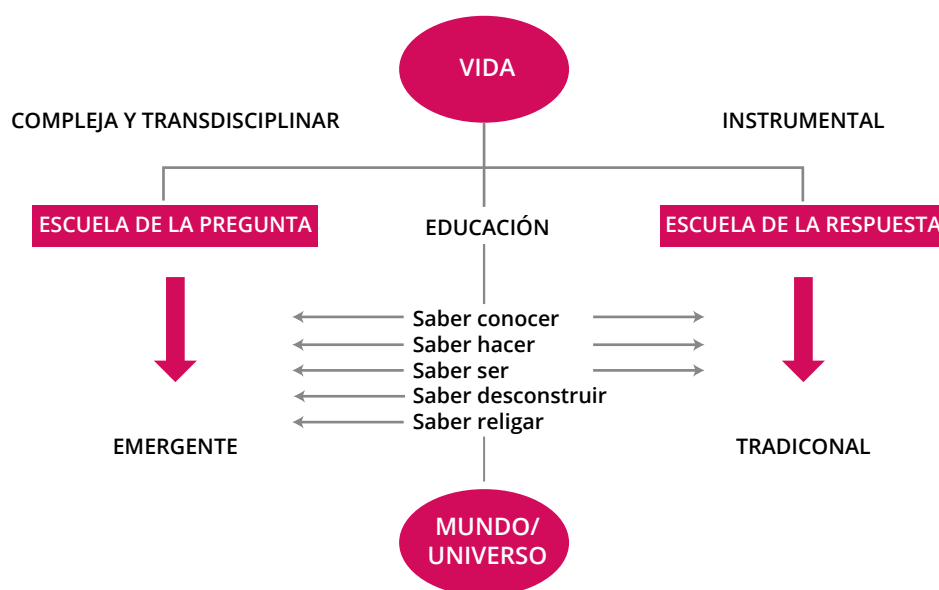 VIDA
COMPLEJA Y TRANSDISCIPLINAR
INSTRUMENTAL
ESCUELA DE LA PREGUNTA
EDUCACIÓN
ESCUELA DE LA RESPUESTA
Saber conocer
Saber hacer
Saber ser
Saber desconstruir
Saber religar
EMERGENTE
TRADICONAL
MUNDO/
UNIVERSO